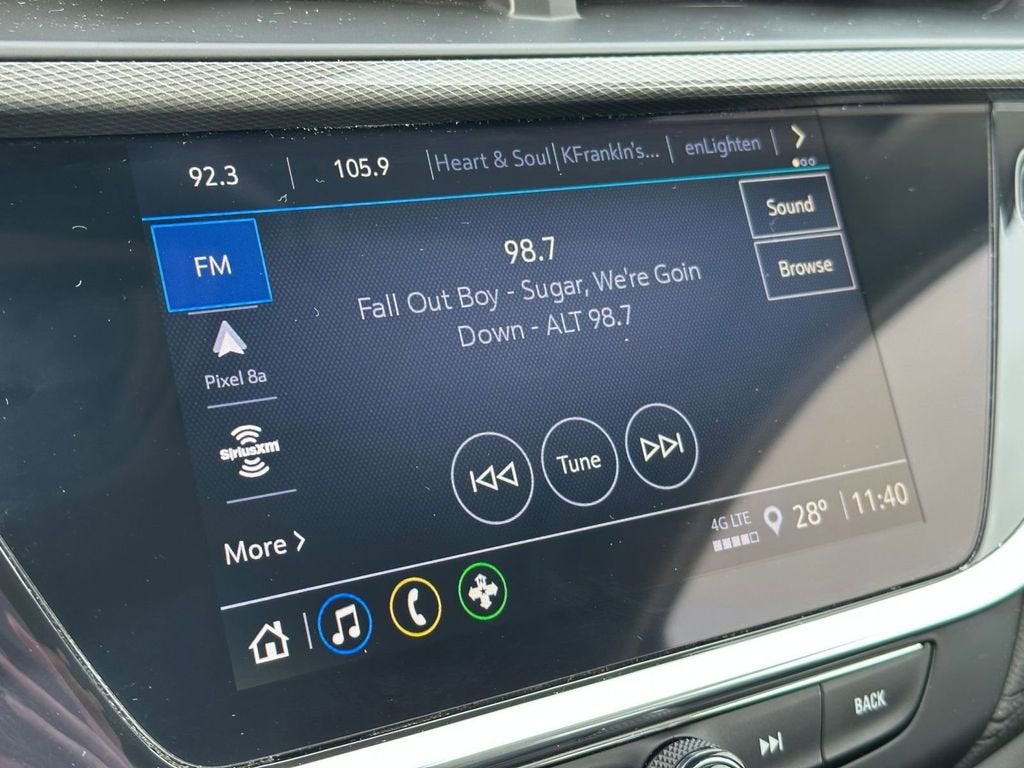 92.3 105.9 Heart & Soul KFrankln's... enLighten
FM
98.7
Sound
Fall Out Boy - Sugar, We're Goin
Down - ALT 98.7
Browse
Pixel 8a
SiriusXM
Tune
More >
4G LTE 28° 11:40
N
BACK